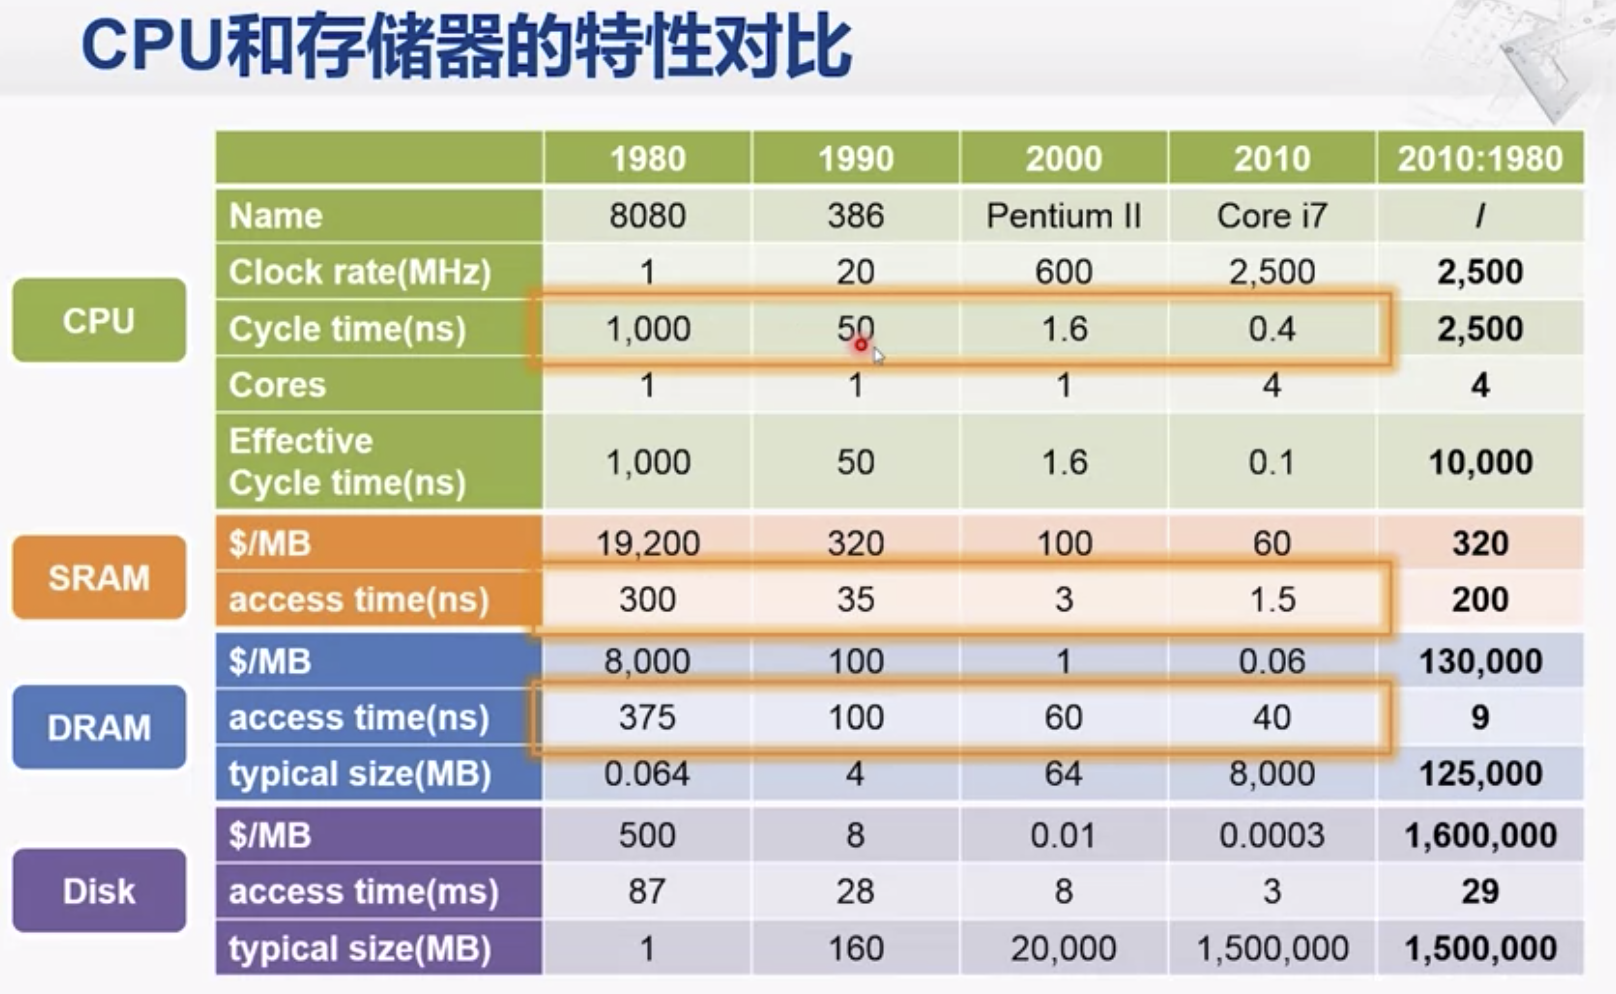 CPU和存储器的特性对比
1980 1990 2000 2010 2010:1980
CPU
Name 8080 386 Pentium II Core i7 /
Clock rate(MHz) 1 20 600 2,500 2,500
Cycle time(ns) 1,000 50 1.6 0.4 2,500
Cores 1 1 1 4 4
Effective
Cycle time(ns) 1,000 50 1.6 0.1 10,000
SRAM
$/MB 19,200 320 100 60 320
access time(ns) 300 35 3 1.5 200
DRAM
$/MB 8,000 100 1 0.06 130,000
access time(ns) 375 100 60 40 9
typical size(MB) 0.064 4 64 8,000 125,000
Disk
$/MB 500 8 0.01 0.0003 1,600,000
access time(ms) 87 28 8 3 29
typical size(MB) 1 160 20,000 1,500,000 1,500,000